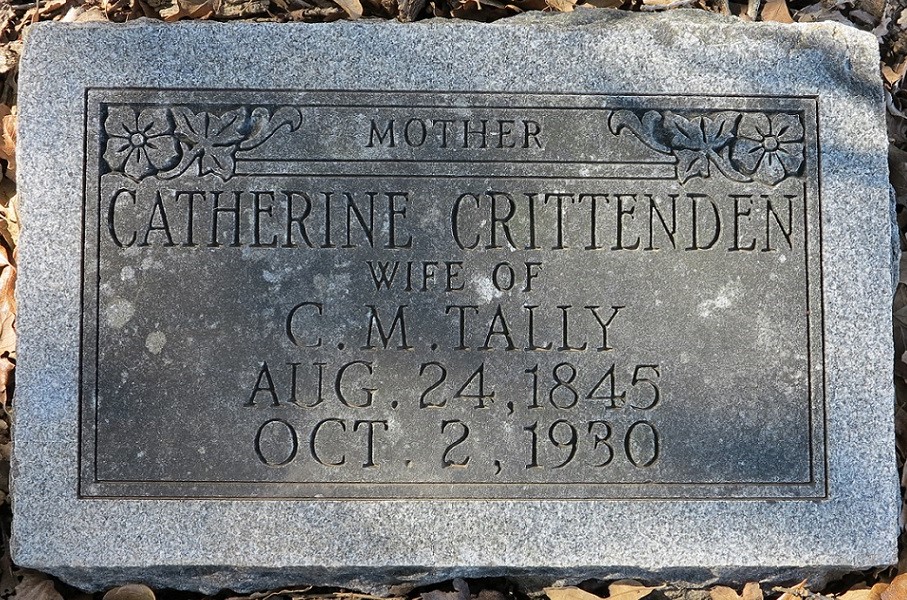 MOTHER
CATHERINE CRITTENDEN
WIFE OF
C. M. TALLY
AUG. 24, 1845
OCT. 2, 1930